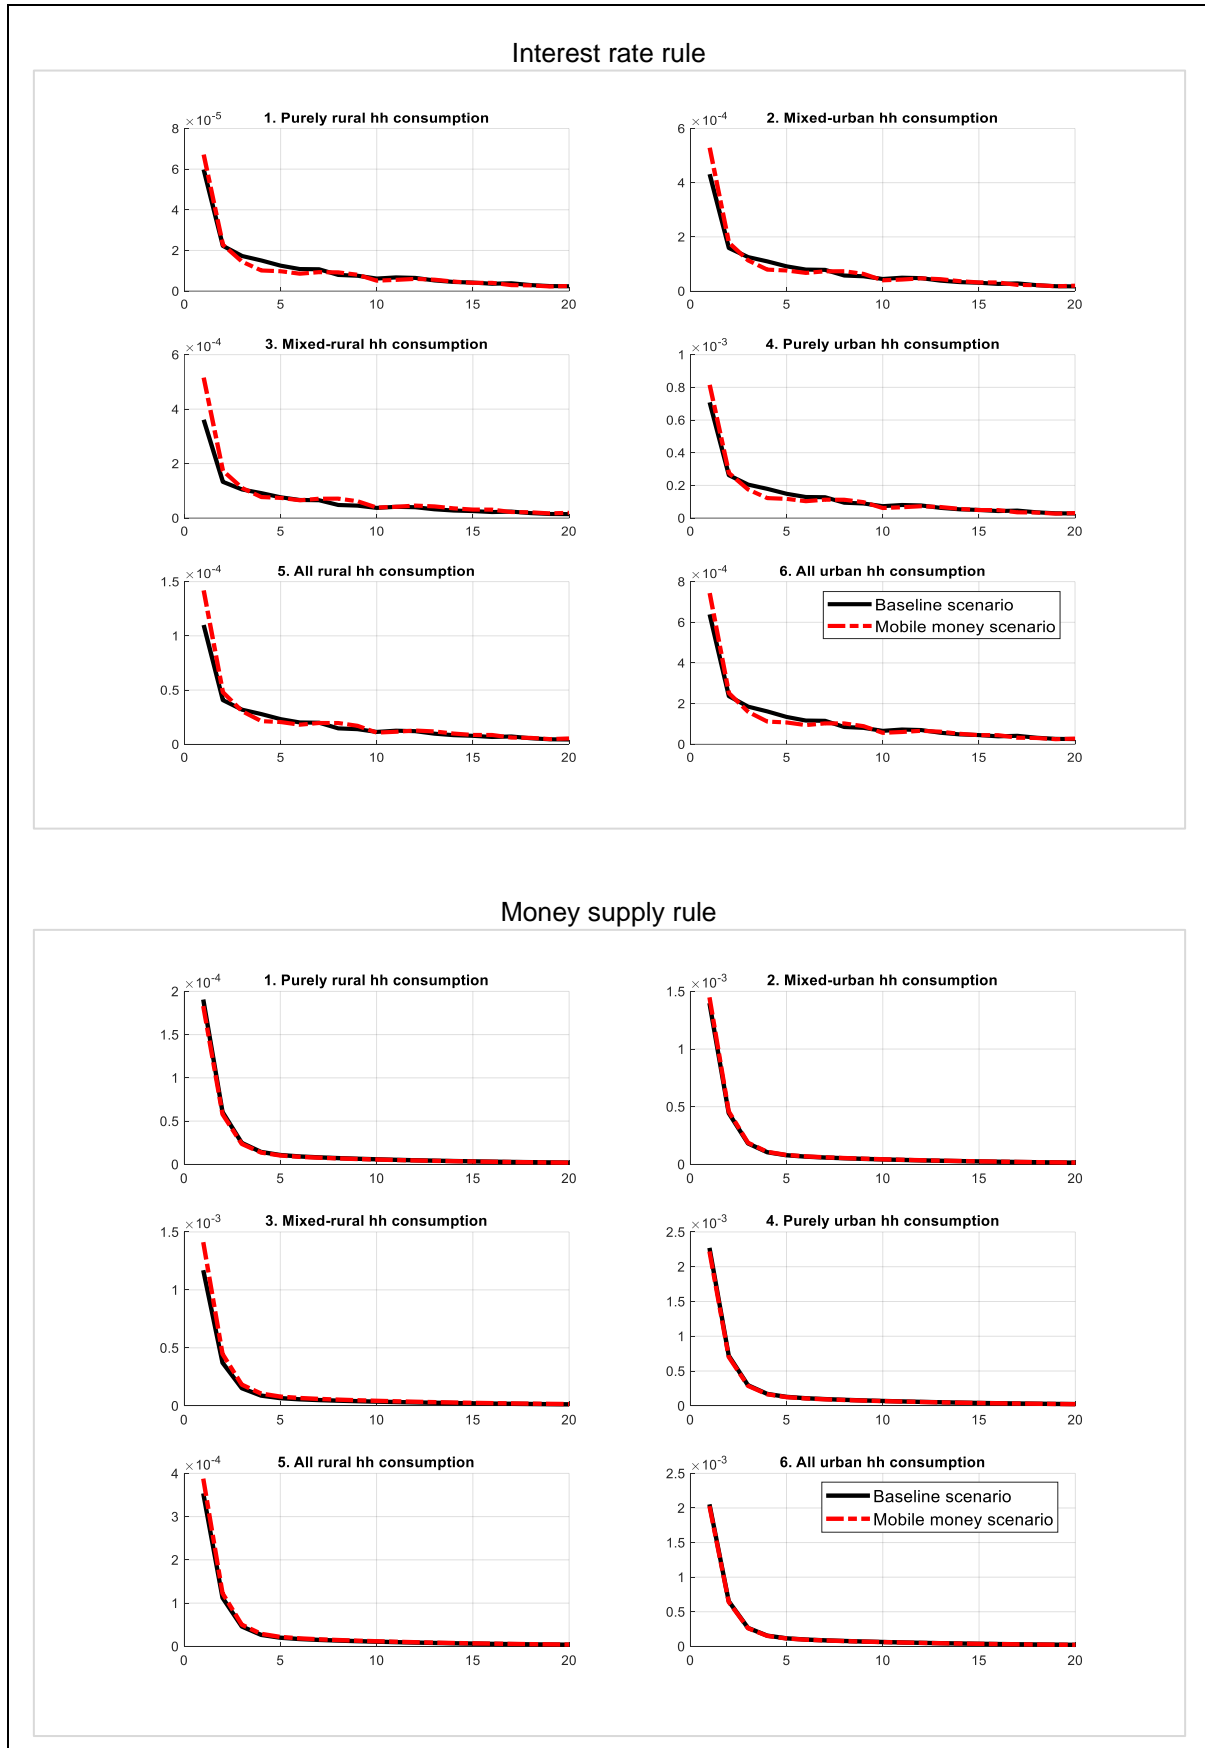 Interest rate rule
1. Purely rural hh consumption
×10⁻⁵
8
6
4
2
0
0 5 10 15 20
2. Mixed-urban hh consumption
×10⁻⁴
6
4
2
0
0 5 10 15 20
3. Mixed-rural hh consumption
×10⁻⁴
6
4
2
0
0 5 10 15 20
4. Purely urban hh consumption
×10⁻³
1
0.8
0.6
0.4
0.2
0
0 5 10 15 20
5. All rural hh consumption
×10⁻⁴
1.5
1
0.5
0
0 5 10 15 20
6. All urban hh consumption
×10⁻⁴
8
6
4
2
0
0 5 10 15 20
Baseline scenario
Mobile money scenario
Money supply rule
1. Purely rural hh consumption
×10⁻⁴
2
1.5
1
0.5
0
0 5 10 15 20
2. Mixed-urban hh consumption
×10⁻³
1.5
1
0.5
0
0 5 10 15 20
3. Mixed-rural hh consumption
×10⁻³
1.5
1
0.5
0
0 5 10 15 20
4. Purely urban hh consumption
×10⁻³
2.5
2
1.5
1
0.5
0
0 5 10 15 20
5. All rural hh consumption
×10⁻⁴
4
3
2
1
0
0 5 10 15 20
6. All urban hh consumption
×10⁻³
2.5
2
1.5
1
0.5
0
0 5 10 15 20
Baseline scenario
Mobile money scenario